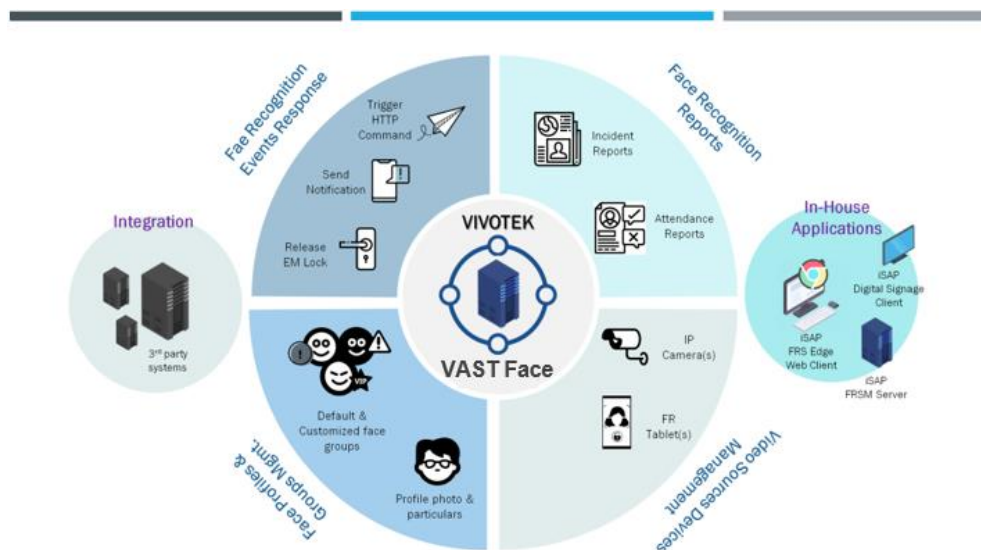 Fae Recognition
Events Response
Trigger
HTTP
Command
Send
Notification
Release
EM Lock
Face Recognition
Reports
Incident
Reports
Attendance
Reports
Integration
3rd party
systems
VIVOTEK
VAST Face
In-House
Applications
iSAP
Digital Signage
Client
iSAP
FRS Edge
Web Client
iSAP
FRSM Server
VIP
Default &
Customized face
groups
Profile photo &
particulars
Face Profiles &
Groups Mgmt.
IP
Camera(s)
FR
Tablet(s)
Video Sources Devices
Management